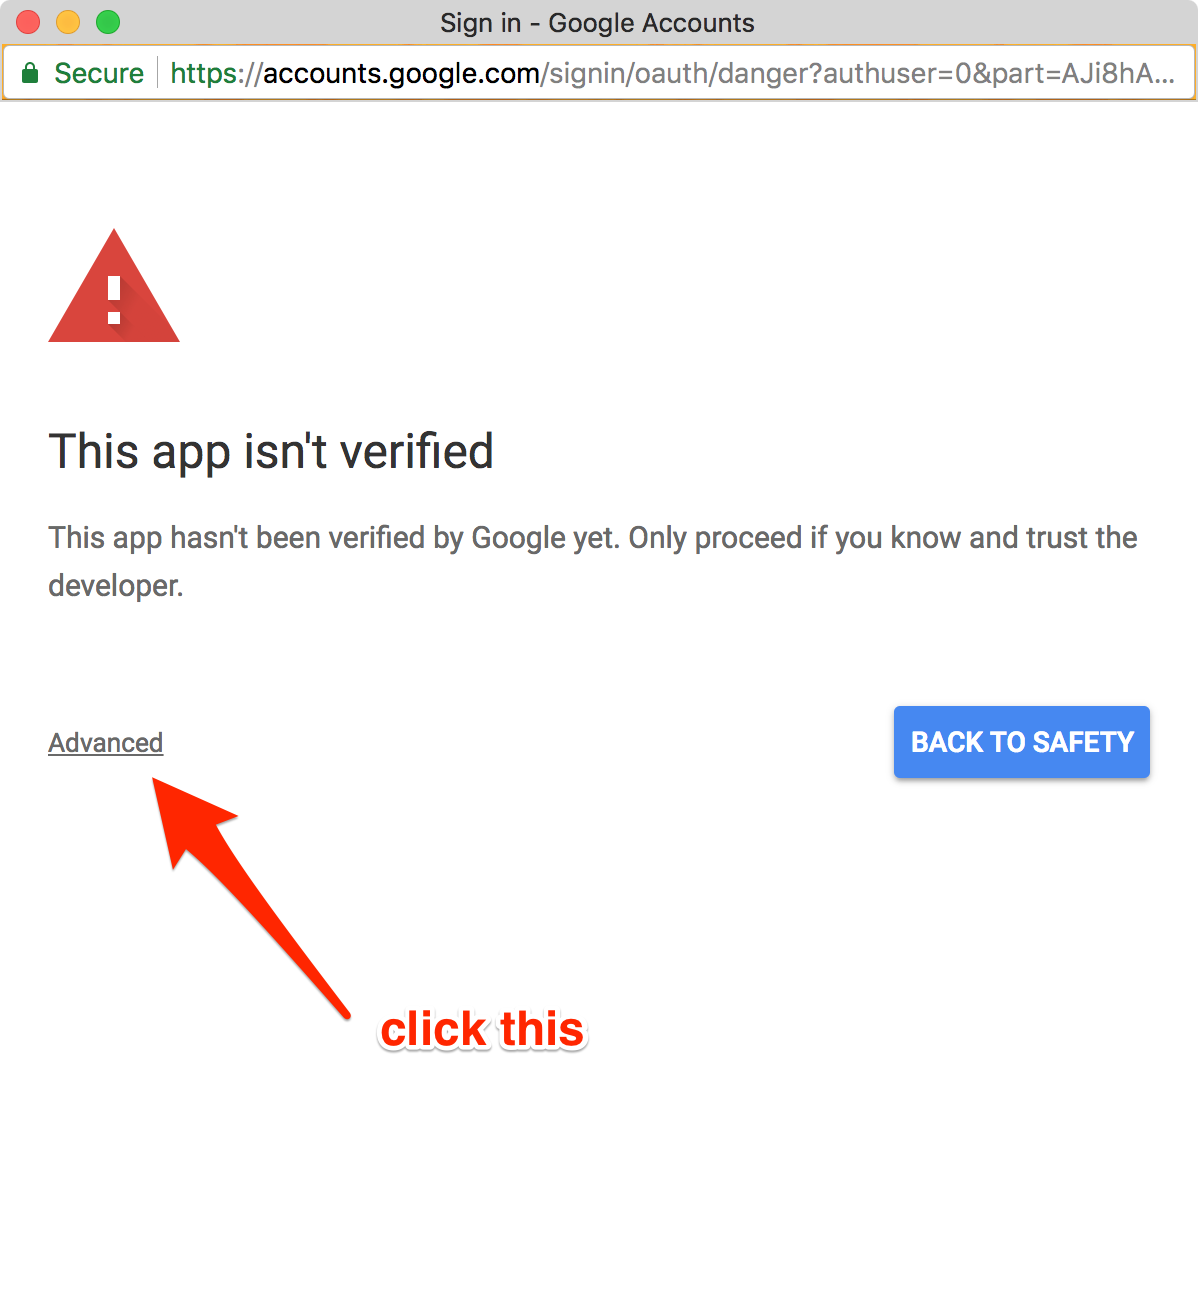 Sign in - Google Accounts
Secure https://accounts.google.com/signin/oauth/danger?authuser=0&part=AJi8hA...
This app isn't verified
This app hasn't been verified by Google yet. Only proceed if you know and trust the
developer.
Advanced
BACK TO SAFETY
click this